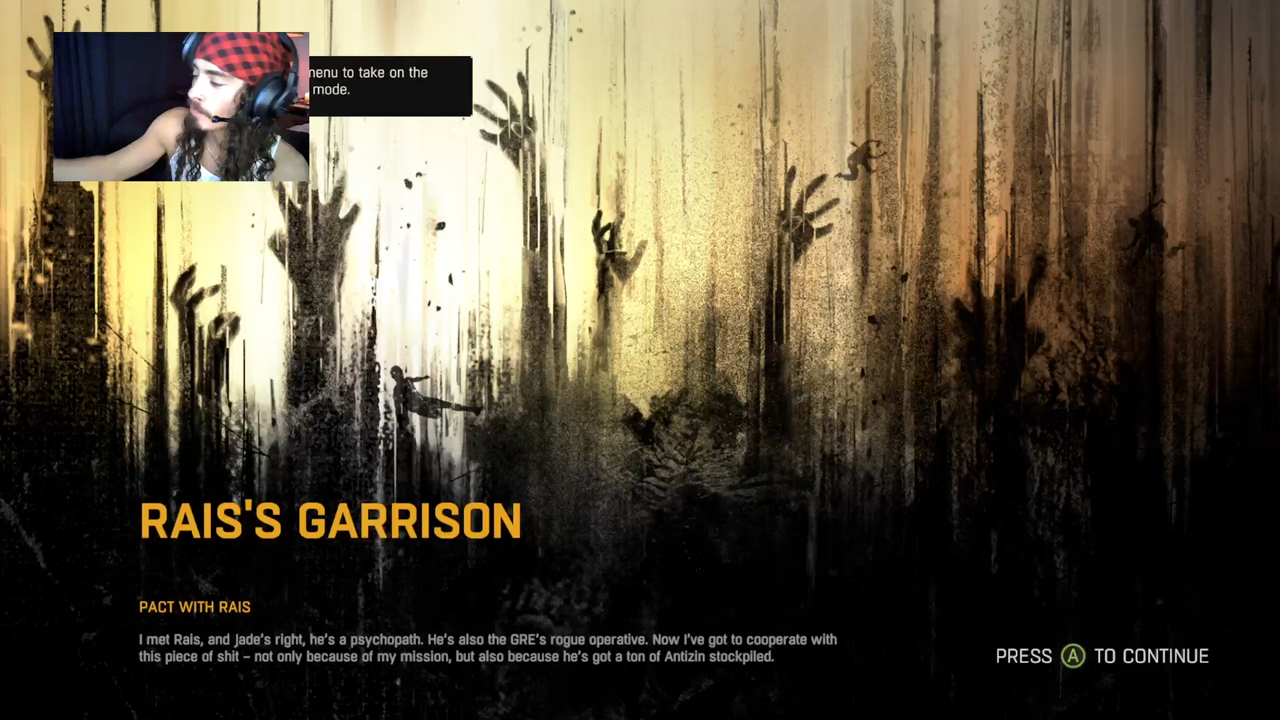 menu to take on the
mode.
RAIS'S GARRISON
PACT WITH RAIS
I met Rais, and Jade's right, he's a psychopath. He's also the GRE's rogue operative. Now I've got to cooperate with
this piece of shit – not only because of my mission, but also because he's got a ton of Antizin stockpiled.
PRESS A TO CONTINUE